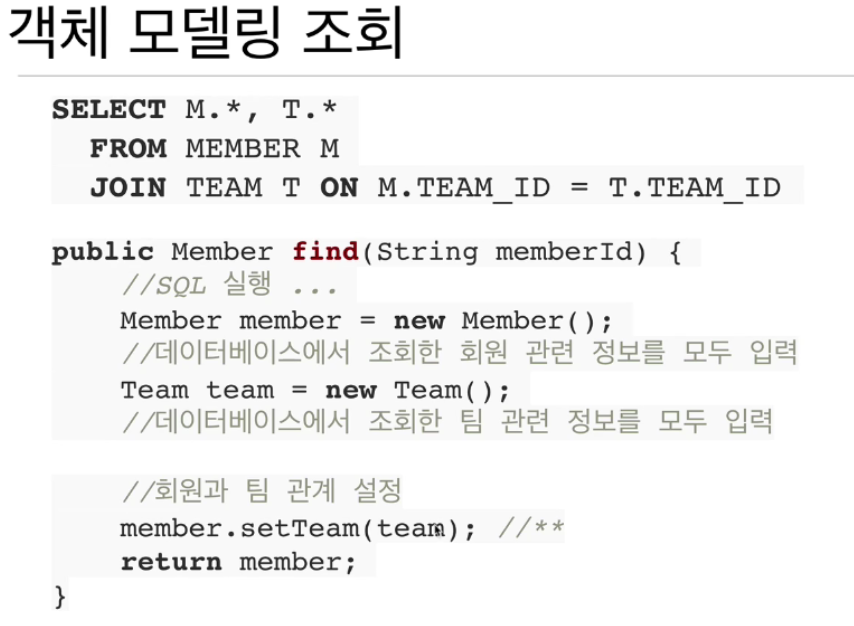 객체 모델링 조회
SELECT M.*, T.*
FROM MEMBER M
JOIN TEAM T ON M.TEAM_ID = T.TEAM_ID
public Member find(String memberId) {
//SQL 실행 ...
Member member = new Member();
//데이터베이스에서 조회한 회원 관련 정보를 모두 입력
Team team = new Team();
//데이터베이스에서 조회한 팀 관련 정보를 모두 입력
//회원과 팀 관계 설정
member.setTeam(team); //**
return member;
}